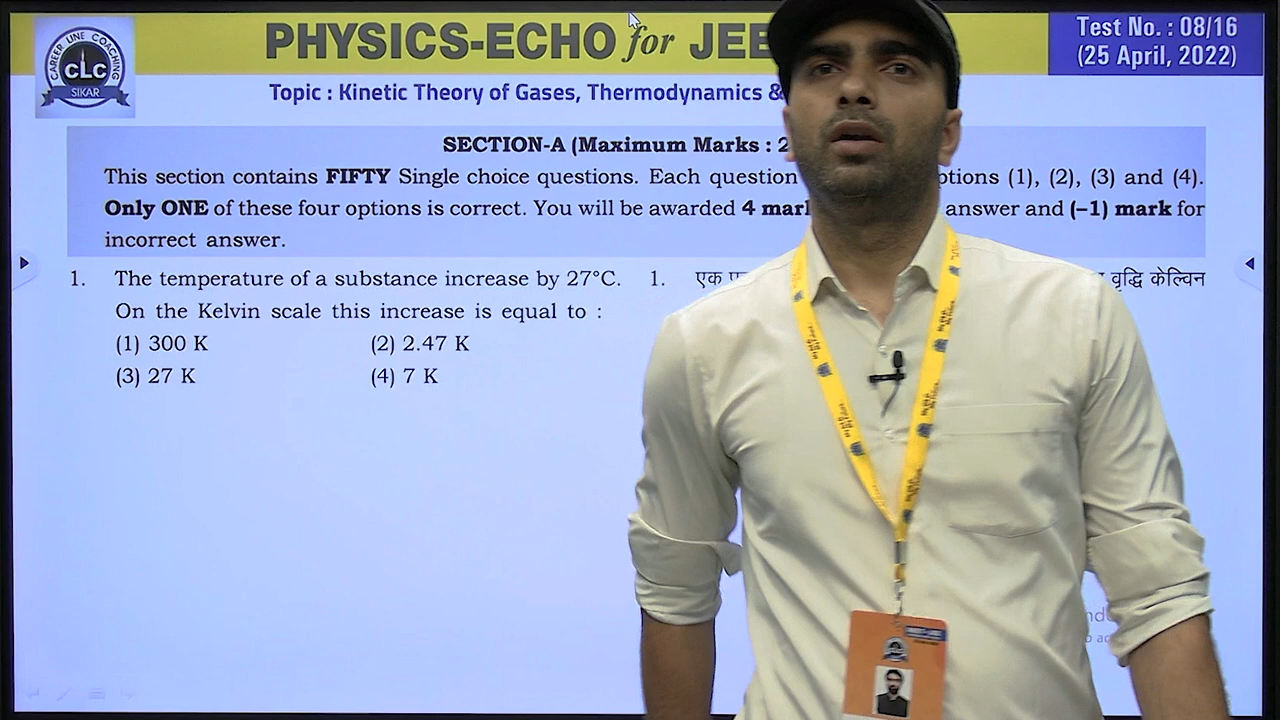 CAREER LINE COACHING
CLC
SIKAR
PHYSICS-ECHO for JEE
Test No. : 08/16
(25 April, 2022)
Topic : Kinetic Theory of Gases, Thermodynamics &
SECTION-A (Maximum Marks : 2
This section contains FIFTY Single choice questions. Each question ptions (1), (2), (3) and (4).
Only ONE of these four options is correct. You will be awarded 4 mar answer and (–1) mark for
incorrect answer.
1. The temperature of a substance increase by 27°C.
On the Kelvin scale this increase is equal to :
(1) 300 K (2) 2.47 K
(3) 27 K (4) 7 K
1. एक वृद्धि केल्विन